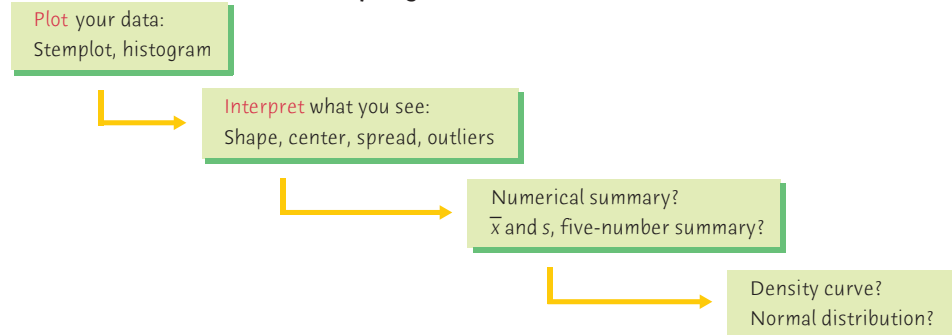 Plot your data:
Stemplot, histogram
Interpret what you see:
Shape, center, spread, outliers
Numerical summary?
x̅ and s, five-number summary?
Density curve?
Normal distribution?